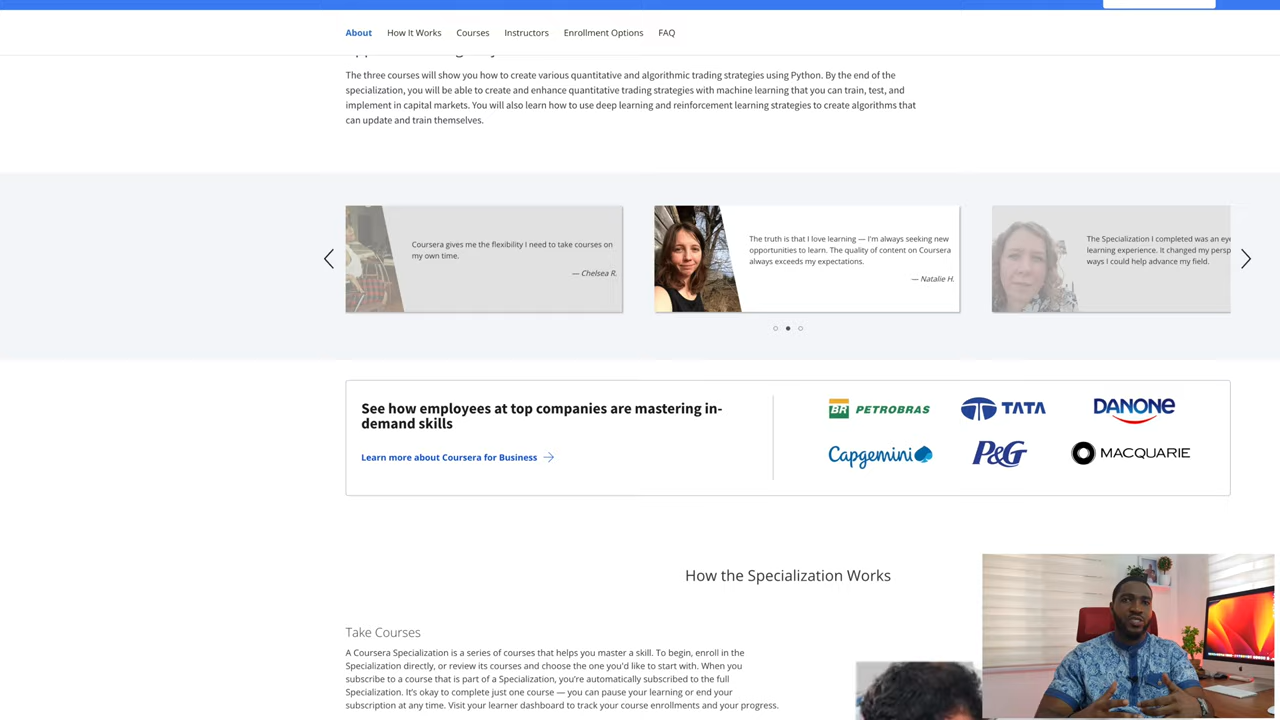 About How It Works Courses Instructors Enrollment Options FAQ
The three courses will show you how to create various quantitative and algorithmic trading strategies using Python. By the end of the
specialization, you will be able to create and enhance quantitative trading strategies with machine learning that you can train, test, and
implement in capital markets. You will also learn how to use deep learning and reinforcement learning strategies to create algorithms that
can update and train themselves.
Coursera gives me the flexibility I need to take courses on
my own time.
— Chelsea R.
The truth is that I love learning — I'm always seeking new
opportunities to learn. The quality of content on Coursera
always exceeds my expectations.
— Natalie H.
The Specialization I completed was an
learning experience. It changed my
ways I could help advance my field.
See how employees at top companies are mastering in-
demand skills
Learn more about Coursera for Business
BR PETROBRAS TATA DANONE
Capgemini P&G MACQUARIE
How the Specialization Works
Take Courses
A Coursera Specialization is a series of courses that helps you master a skill. To begin, enroll in the
Specialization directly, or review its courses and choose the one you'd like to start with. When you
subscribe to a course that is part of a Specialization, you're automatically subscribed to the full
Specialization. It's okay to complete just one course — you can pause your learning or end your
subscription at any time. Visit your learner dashboard to track your course enrollments and your progress.